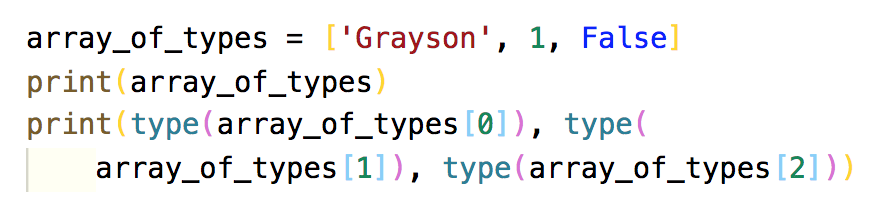 array_of_types = ['Grayson', 1, False]
print(array_of_types)
print(type(array_of_types[0]), type(
    array_of_types[1]), type(array_of_types[2]))